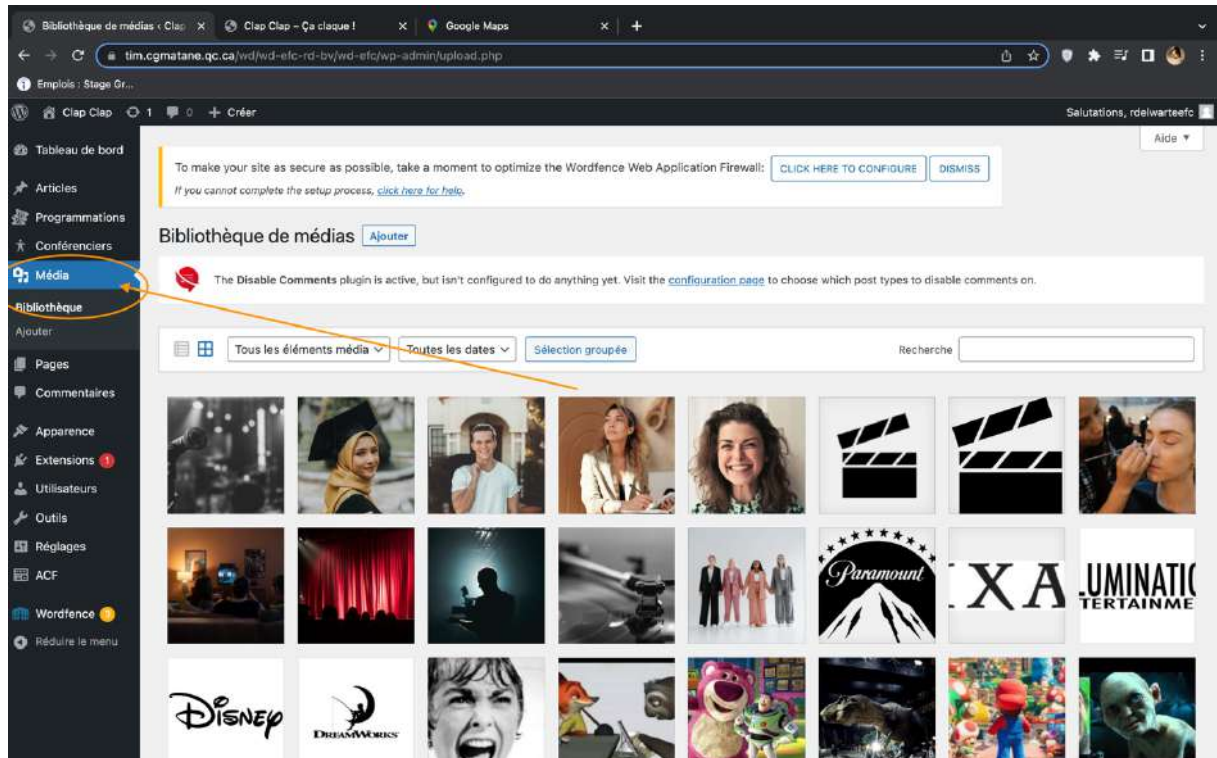 Bibliothèque de médias ‹ Clap
Clap Clap – Ça claque !
Google Maps
tim.cgmatane.qc.ca/wd/wd-efc-rd-bv/wd-efc/wp-admin/upload.php
Emplois : Stage Gr...
Clap Clap
1
0
Créer
Salutations, rdelwarteefc
Aide
Tableau de bord
Articles
Programmations
Conférenciers
Média
Bibliothèque
Ajouter
Pages
Commentaires
Apparence
Extensions 1
Utilisateurs
Outils
Réglages
ACF
Wordfence 3
Réduire le menu
To make your site as secure as possible, take a moment to optimize the Wordfence Web Application Firewall: CLICK HERE TO CONFIGURE DISMISS
If you cannot complete the setup process, click here for help.
Bibliothèque de médias Ajouter
The Disable Comments plugin is active, but isn't configured to do anything yet. Visit the configuration page to choose which post types to disable comments on.
Tous les éléments média Toutes les dates Sélection groupée Recherche
Paramount
IXA
LUMINATIO
TERTAINME
DISNEP
DREAMWORKS